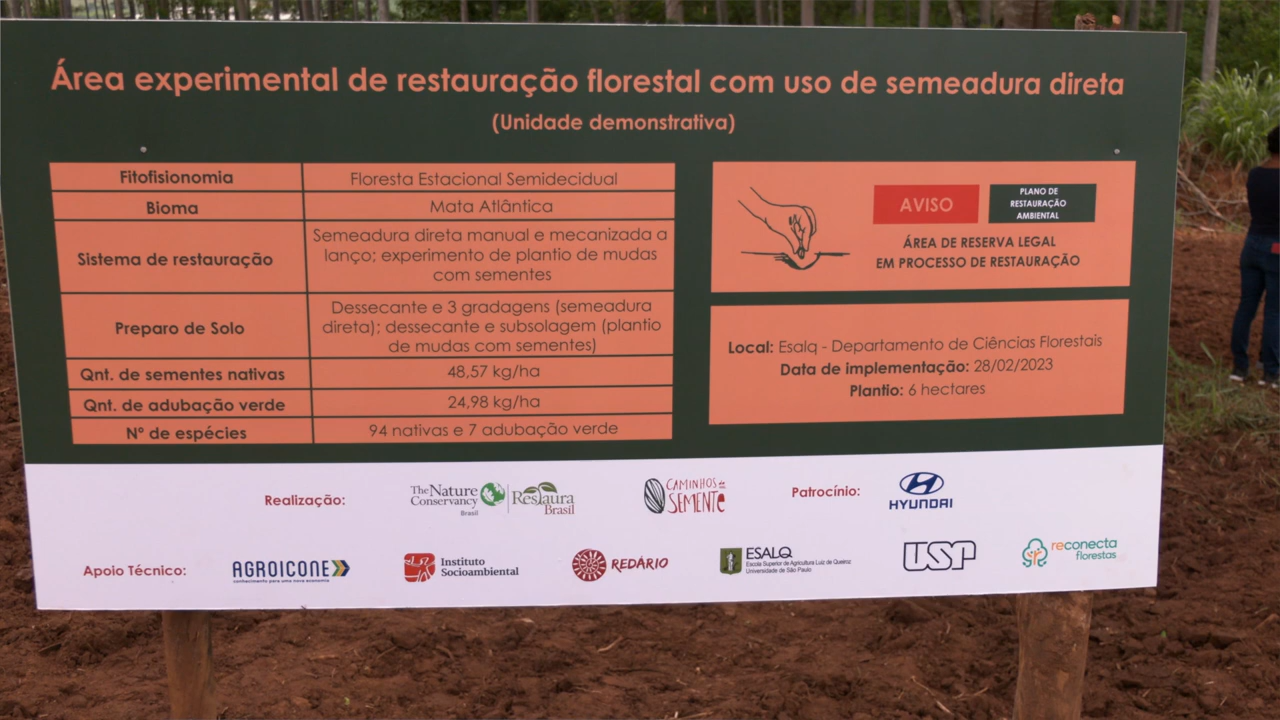 Área experimental de restauração florestal com uso de semeadura direta
(Unidade demonstrativa)
Fitofisionomia
Floresta Estacional Semidecidual
Bioma
Mata Atlântica
Sistema de restauração
Semeadura direta manual e mecanizada a
lanço; experimento de plantio de mudas
com sementes
Preparo de Solo
Dessecante e 3 gradagens (semeadura
direta); dessecante e subsolagem (plantio
de mudas com sementes)
Qnt. de sementes nativas
48,57 kg/ha
Qnt. de adubação verde
24,98 kg/ha
Nº de espécies
94 nativas e 7 adubação verde
AVISO
PLANO DE
RESTAURAÇÃO
AMBIENTAL
ÁREA DE RESERVA LEGAL
EM PROCESSO DE RESTAURAÇÃO
Local: Esalq - Departamento de Ciências Florestais
Data de implementação: 28/02/2023
Plantio: 6 hectares
Realização:
The Nature
Conservancy
Brasil
Restaura
Brasil
CAMINHOS da
SEMENTE
Patrocínio:
HYUNDAI
Apoio Técnico:
AGROICONE
conhecimento para uma nova economia
Instituto
Socioambiental
REDÁRIO
ESALQ
Escola Superior de Agricultura Luiz de Queiroz
Universidade de São Paulo
USP
reconecta
florestas